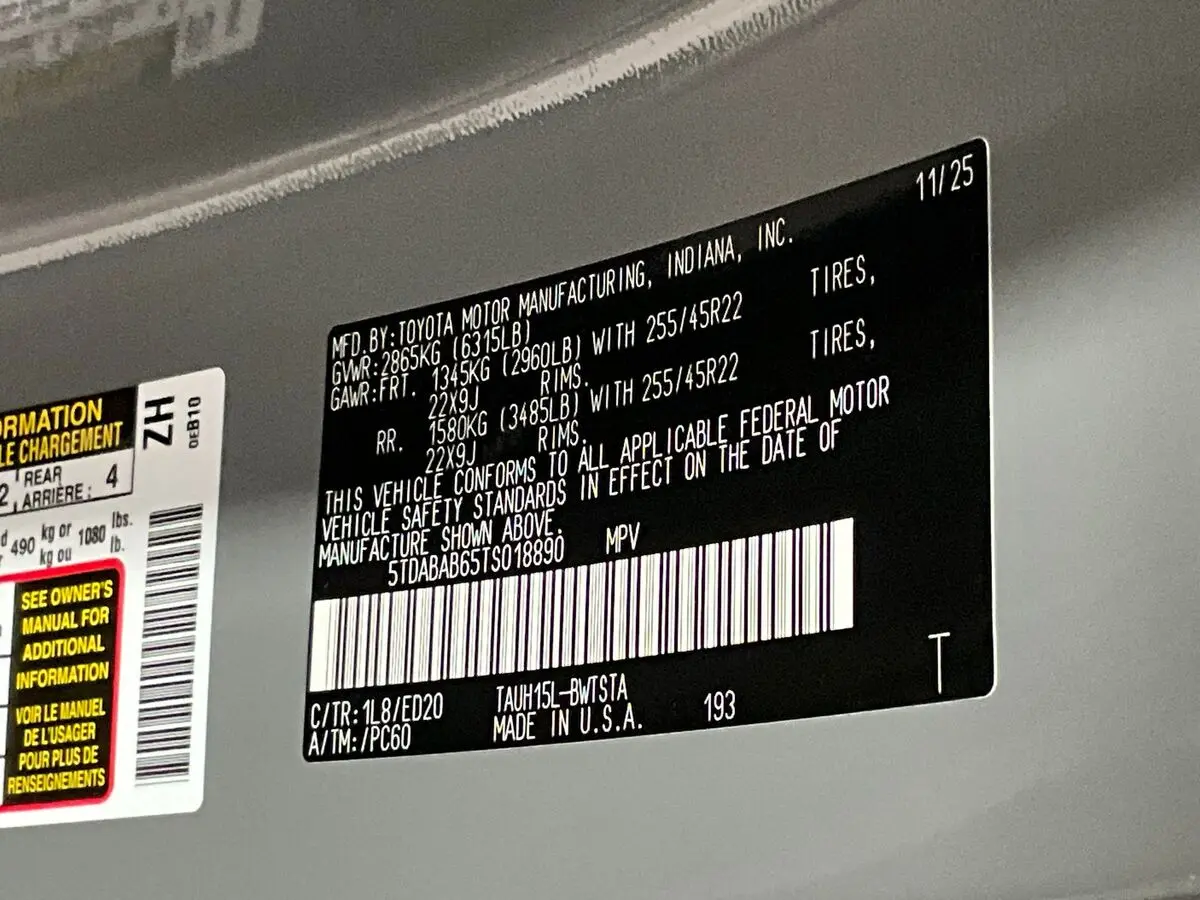 RMATION
LE CHARGEMENT
2 REAR
ARRIÈRE : 4
490 kg or 1080 lbs.
kg ou lb.
SEE OWNER'S
MANUAL FOR
ADDITIONAL
INFORMATION
VOIR LE MANUEL
DE L'USAGER
POUR PLUS DE
RENSEIGNEMENTS
ZH
0EB10
11/25
MFD.BY:TOYOTA MOTOR MANUFACTURING, INDIANA, INC.
GVWR:2865KG (6315LB)
GAWR:FRT. 1345KG (2960LB) WITH 255/45R22 TIRES,
22X9J RIMS.
RR. 1580KG (3485LB) WITH 255/45R22 TIRES,
22X9J RIMS.
THIS VEHICLE CONFORMS TO ALL APPLICABLE FEDERAL MOTOR
VEHICLE SAFETY STANDARDS IN EFFECT ON THE DATE OF
MANUFACTURE SHOWN ABOVE.
5TDABAB65TS018890 MPV
C/TR:1L8/ED20 TAUH15L-BWTSTA
A/TM:/PC60 MADE IN U.S.A. 193
T